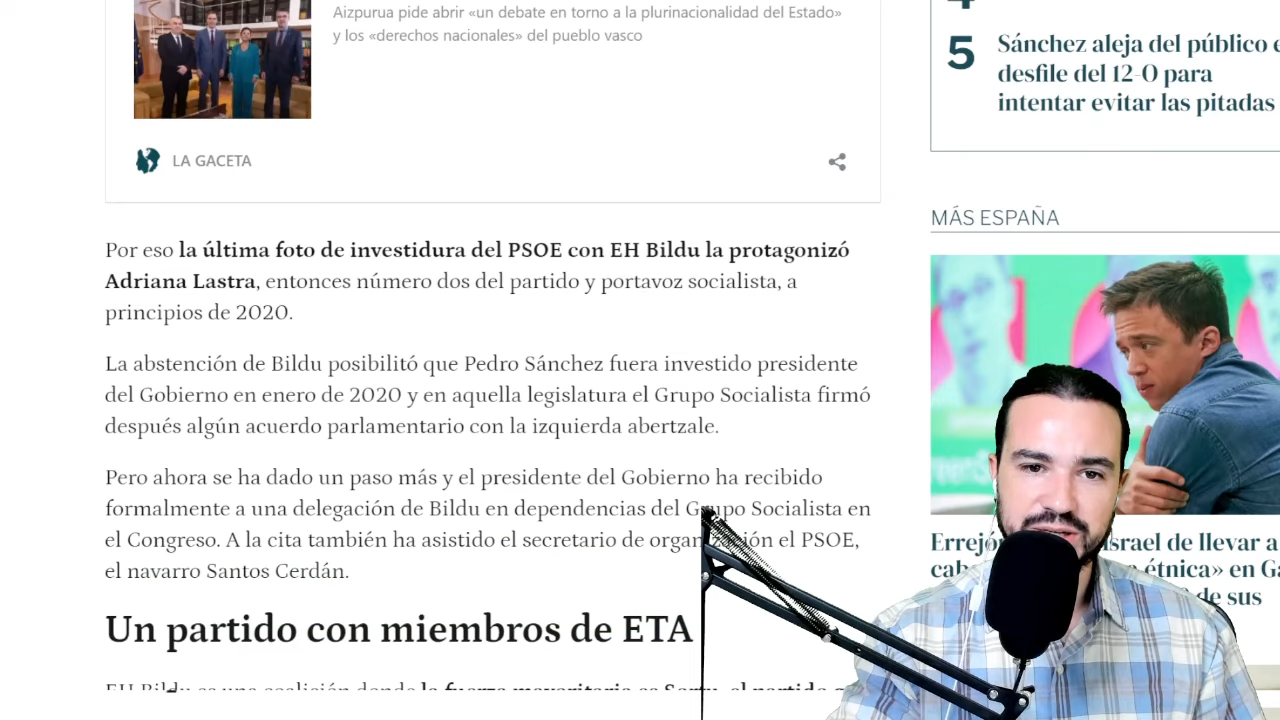 Aizpurua pide abrir «un debate en torno a la plurinacionalidad del Estado»
y los «derechos nacionales» del pueblo vasco
LA GACETA
Por eso la última foto de investidura del PSOE con EH Bildu la protagonizó
Adriana Lastra, entonces número dos del partido y portavoz socialista, a
principios de 2020.
La abstención de Bildu posibilitó que Pedro Sánchez fuera investido presidente
del Gobierno en enero de 2020 y en aquella legislatura el Grupo Socialista firmó
después algún acuerdo parlamentario con la izquierda abertzale.
Pero ahora se ha dado un paso más y el presidente del Gobierno ha recibido
formalmente a una delegación de Bildu en dependencias del Grupo Socialista en
el Congreso. A la cita también ha asistido el secretario de organización el PSOE,
el navarro Santos Cerdán.
Un partido con miembros de ETA
EH Bildu es una coalición donde la fuerza mayoritaria es Sortu, el partido
4
5
Sánchez aleja del público
desfile del 12-O para
intentar evitar las pitadas
MÁS ESPAÑA
Israel de llevar a
étnica» en
de sus